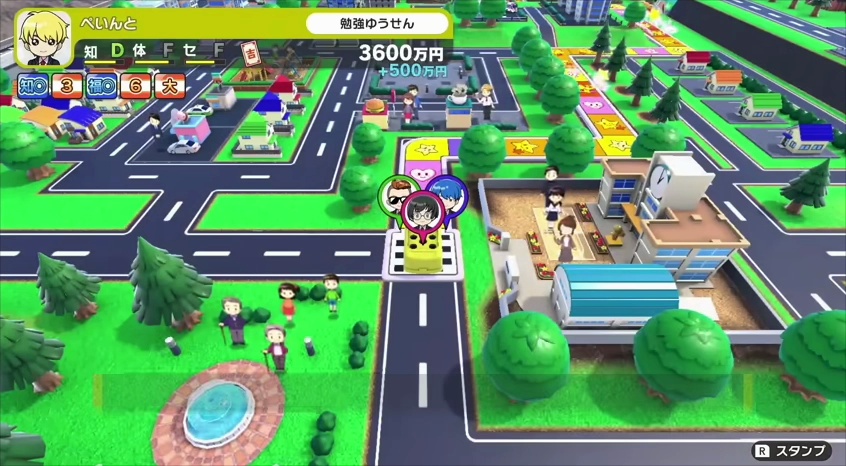 ぺいんと
勉強ゆうせん
知 D 体 F セ F 吉
3600万円
+500万円
知◎ 3 福◎ 6 大
R スタンプ